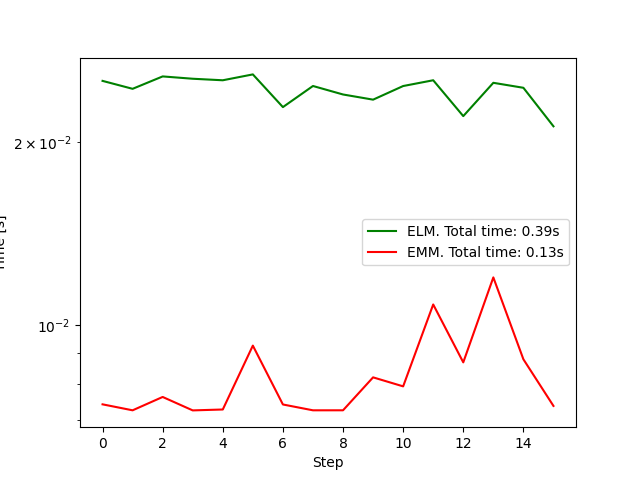 2 × 10⁻²
10⁻²
Time [s]
ELM. Total time: 0.39s
EMM. Total time: 0.13s
0 2 4 6 8 10 12 14
Step